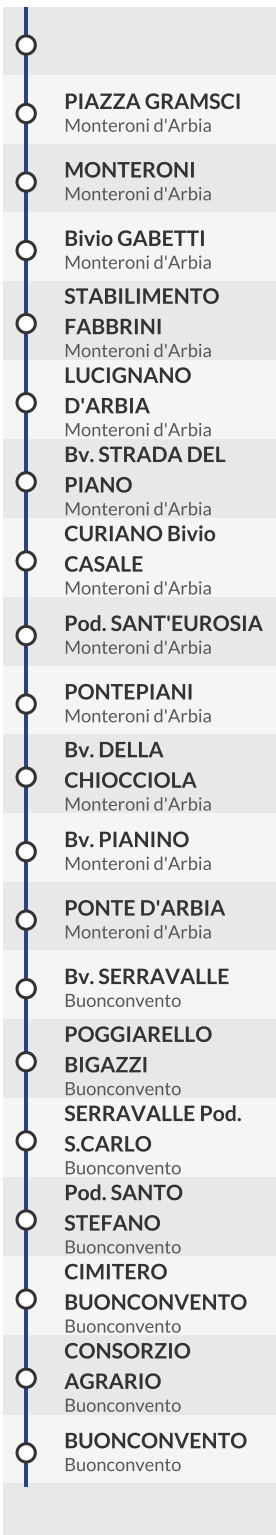 PIAZZA GRAMSCI
Monteroni d'Arbia
MONTERONI
Monteroni d'Arbia
Bivio GABETTI
Monteroni d'Arbia
STABILIMENTO
FABBRINI
Monteroni d'Arbia
LUCIGNANO
D'ARBIA
Monteroni d'Arbia
Bv. STRADA DEL
PIANO
Monteroni d'Arbia
CURIANO Bivio
CASALE
Monteroni d'Arbia
Pod. SANT'EUROSIA
Monteroni d'Arbia
PONTEPIANI
Monteroni d'Arbia
Bv. DELLA
CHIOCCIOLA
Monteroni d'Arbia
Bv. PIANINO
Monteroni d'Arbia
PONTE D'ARBIA
Monteroni d'Arbia
Bv. SERRAVALLE
Buonconvento
POGGIARELLO
BIGAZZI
Buonconvento
SERRAVALLE Pod.
S.CARLO
Buonconvento
Pod. SANTO
STEFANO
Buonconvento
CIMITERO
BUONCONVENTO
Buonconvento
CONSORZIO
AGRARIO
Buonconvento
BUONCONVENTO
Buonconvento